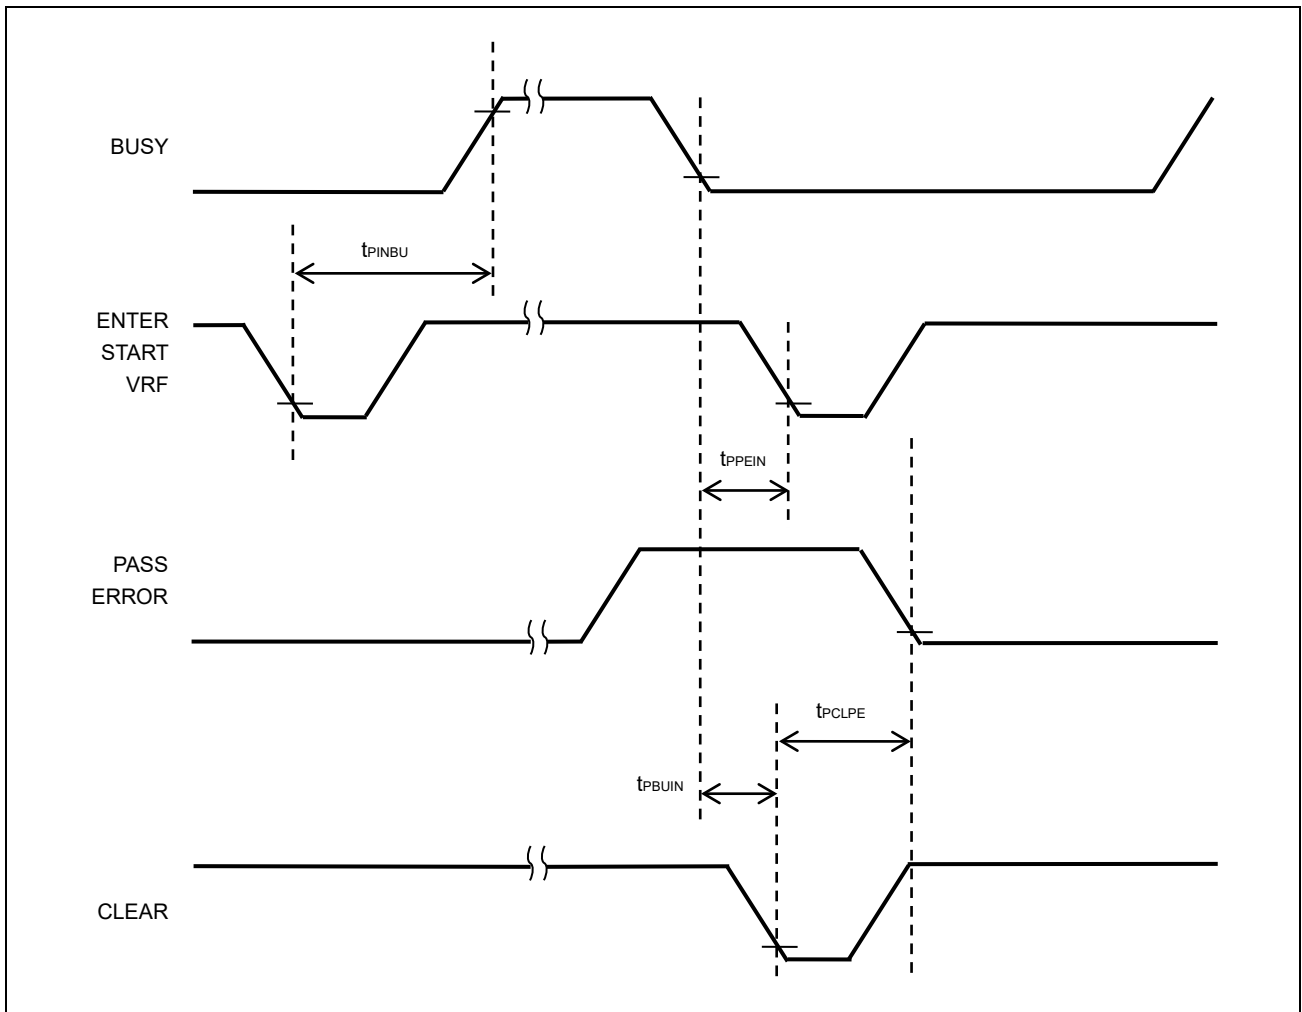 BUSY
tPINBU
ENTER
START
VRF
tPPEIN
PASS
ERROR
tPCLPE
tPBUIN
CLEAR